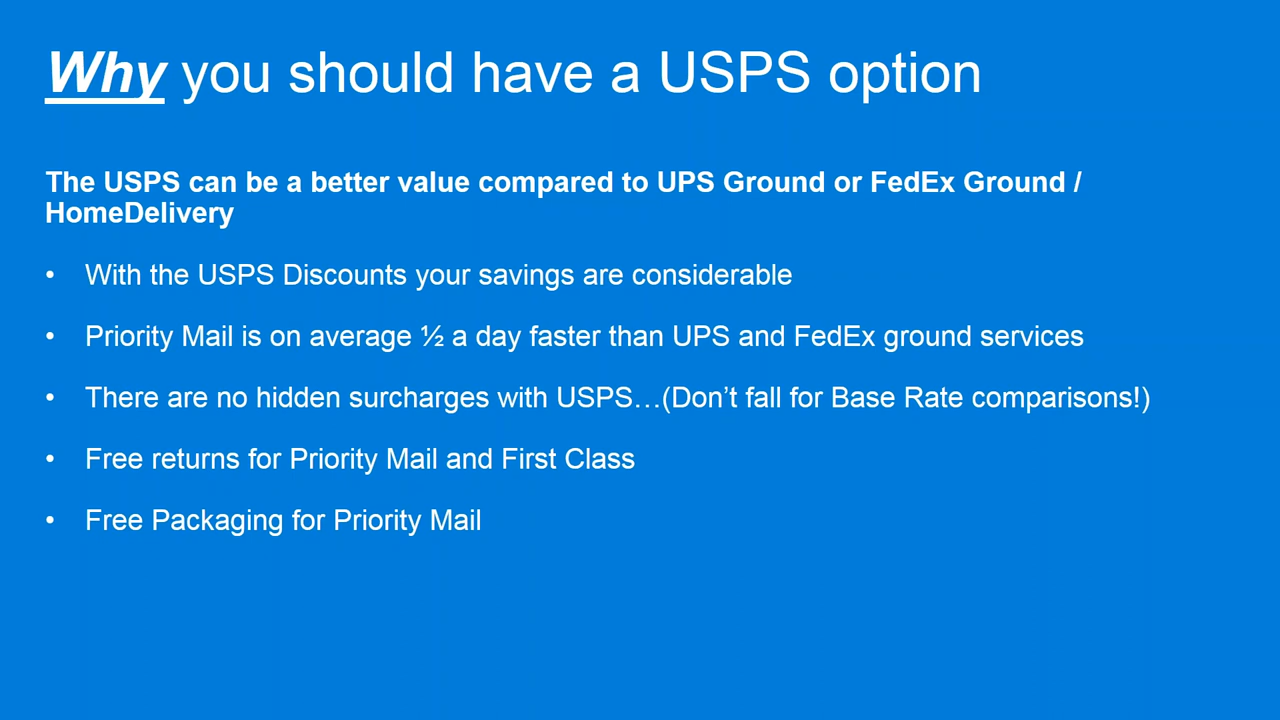 Why you should have a USPS option
The USPS can be a better value compared to UPS Ground or FedEx Ground /
HomeDelivery
• With the USPS Discounts your savings are considerable
• Priority Mail is on average ½ a day faster than UPS and FedEx ground services
• There are no hidden surcharges with USPS…(Don’t fall for Base Rate comparisons!)
• Free returns for Priority Mail and First Class
• Free Packaging for Priority Mail